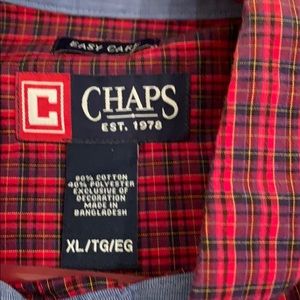 EASY CARE
C
CHAPS
EST. 1978
60% COTTON
40% POLYESTER
EXCLUSIVE OF
DECORATION
MADE IN
BANGLADESH
XL/TG/EG